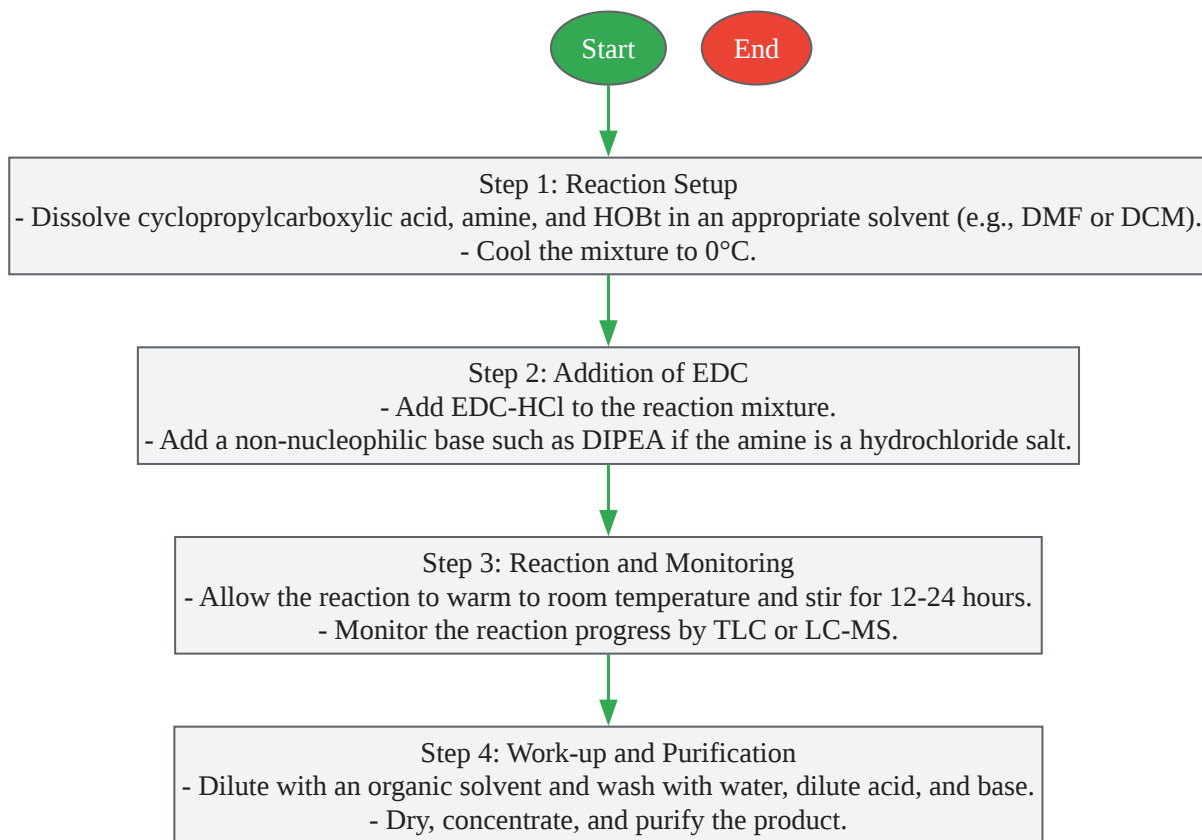 Start
End
Step 1: Reaction Setup
- Dissolve cyclopropylcarboxylic acid, amine, and HOBt in an appropriate solvent (e.g., DMF or DCM).
- Cool the mixture to 0°C.
Step 2: Addition of EDC
- Add EDC-HCl to the reaction mixture.
- Add a non-nucleophilic base such as DIPEA if the amine is a hydrochloride salt.
Step 3: Reaction and Monitoring
- Allow the reaction to warm to room temperature and stir for 12-24 hours.
- Monitor the reaction progress by TLC or LC-MS.
Step 4: Work-up and Purification
- Dilute with an organic solvent and wash with water, dilute acid, and base.
- Dry, concentrate, and purify the product.